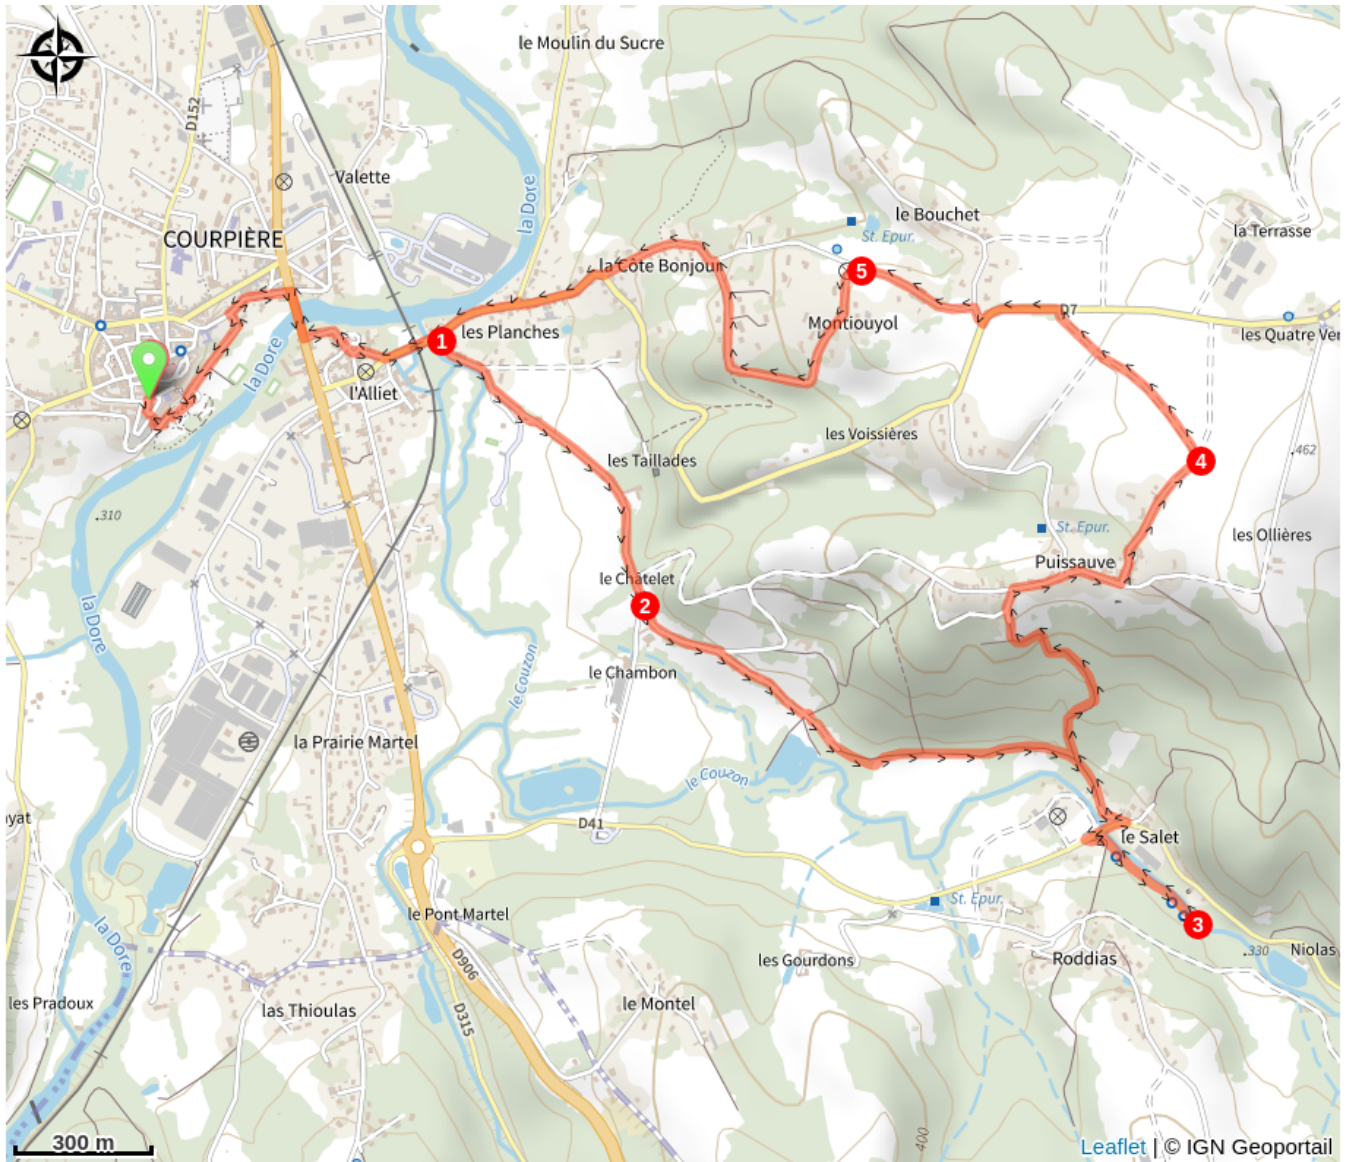 le Moulin du Sucre
D152
Valette
la Dore
le Bouchet
COURPIÈRE
St. Epur.
la Terrasse
la Côte Bonjour
5
D7
les Planches
Montiouyol
les Quatre Ver
1
la Dore
l'Alliet
les Voissières
les Taillades
4
.462
.310
St. Epur.
les Ollières
Puissauve
le Châtelet
2
la Dore
le Chambon
le Couzon
la Prairie Martel
le Couzon
yat
D41
le Salet
St. Epur.
le Pont Martel
3
la Dore
D906
les Gourdons
Roddias
.330
Niolas
les Pradoux
las Thioulas
D315
le Montel
400
300 m
Leaflet | © IGN Geoportail